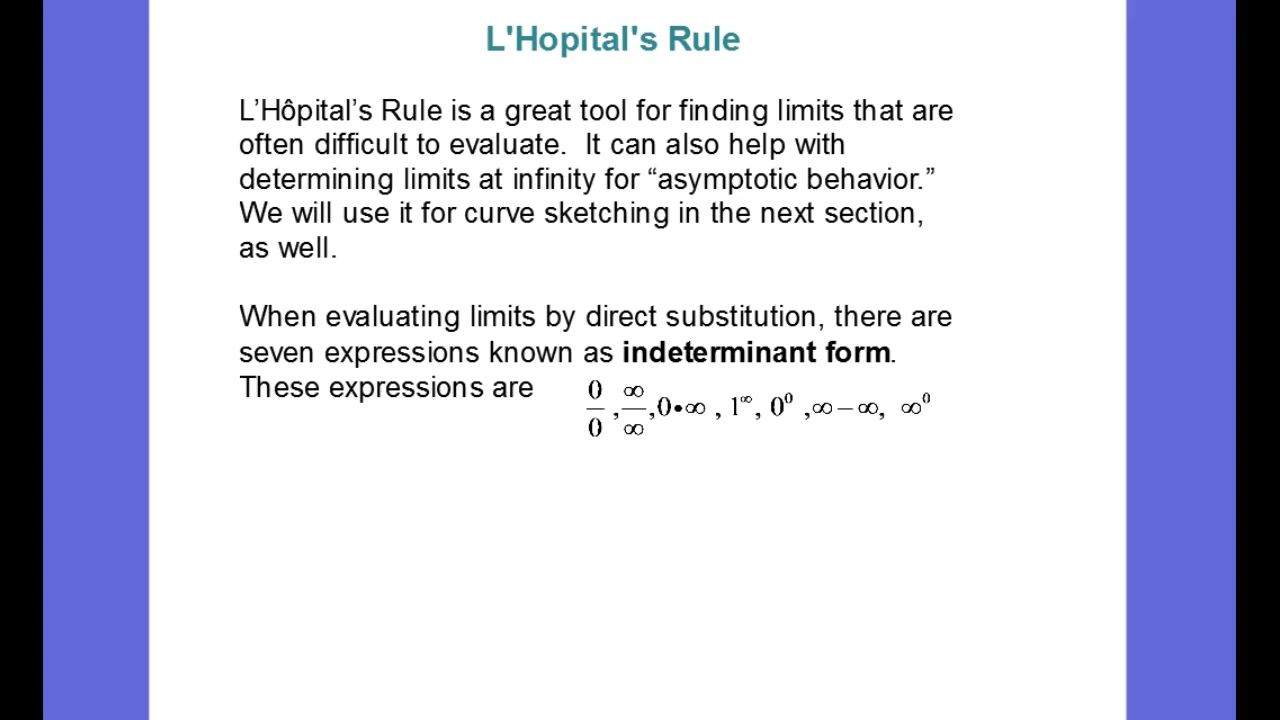 L'Hopital's Rule
L’Hôpital’s Rule is a great tool for finding limits that are
often difficult to evaluate.  It can also help with
determining limits at infinity for “asymptotic behavior.”
We will use it for curve sketching in the next section,
as well.
When evaluating limits by direct substitution, there are
seven expressions known as indeterminant form.
These expressions are 0/0 , ∞/∞ ,0•∞ , 1^∞ , 0^0 ,∞−∞, ∞^0